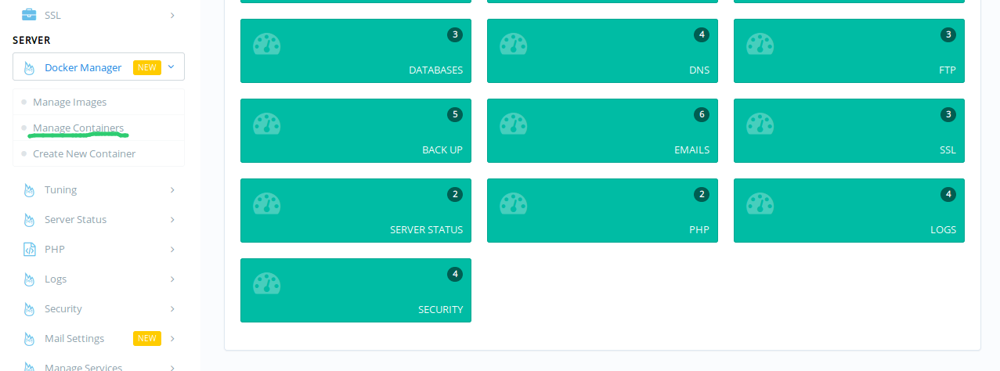 SSL
SERVER
Docker Manager NEW
Manage Images
Manage Containers
Create New Container
Tuning
Server Status
PHP
Logs
Security
Mail Settings NEW
Manage Services
3
DATABASES
4
DNS
3
FTP
5
BACK UP
6
EMAILS
3
SSL
2
SERVER STATUS
2
PHP
4
LOGS
4
SECURITY